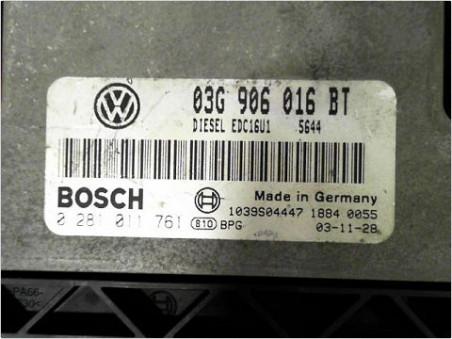 03G 906 016 BT
DIESEL EDC16U1 5644
BOSCH
Made in Germany
0 281 011 761
1039S04447 1884 0055
810 BPG
03-11-28
>PA66-